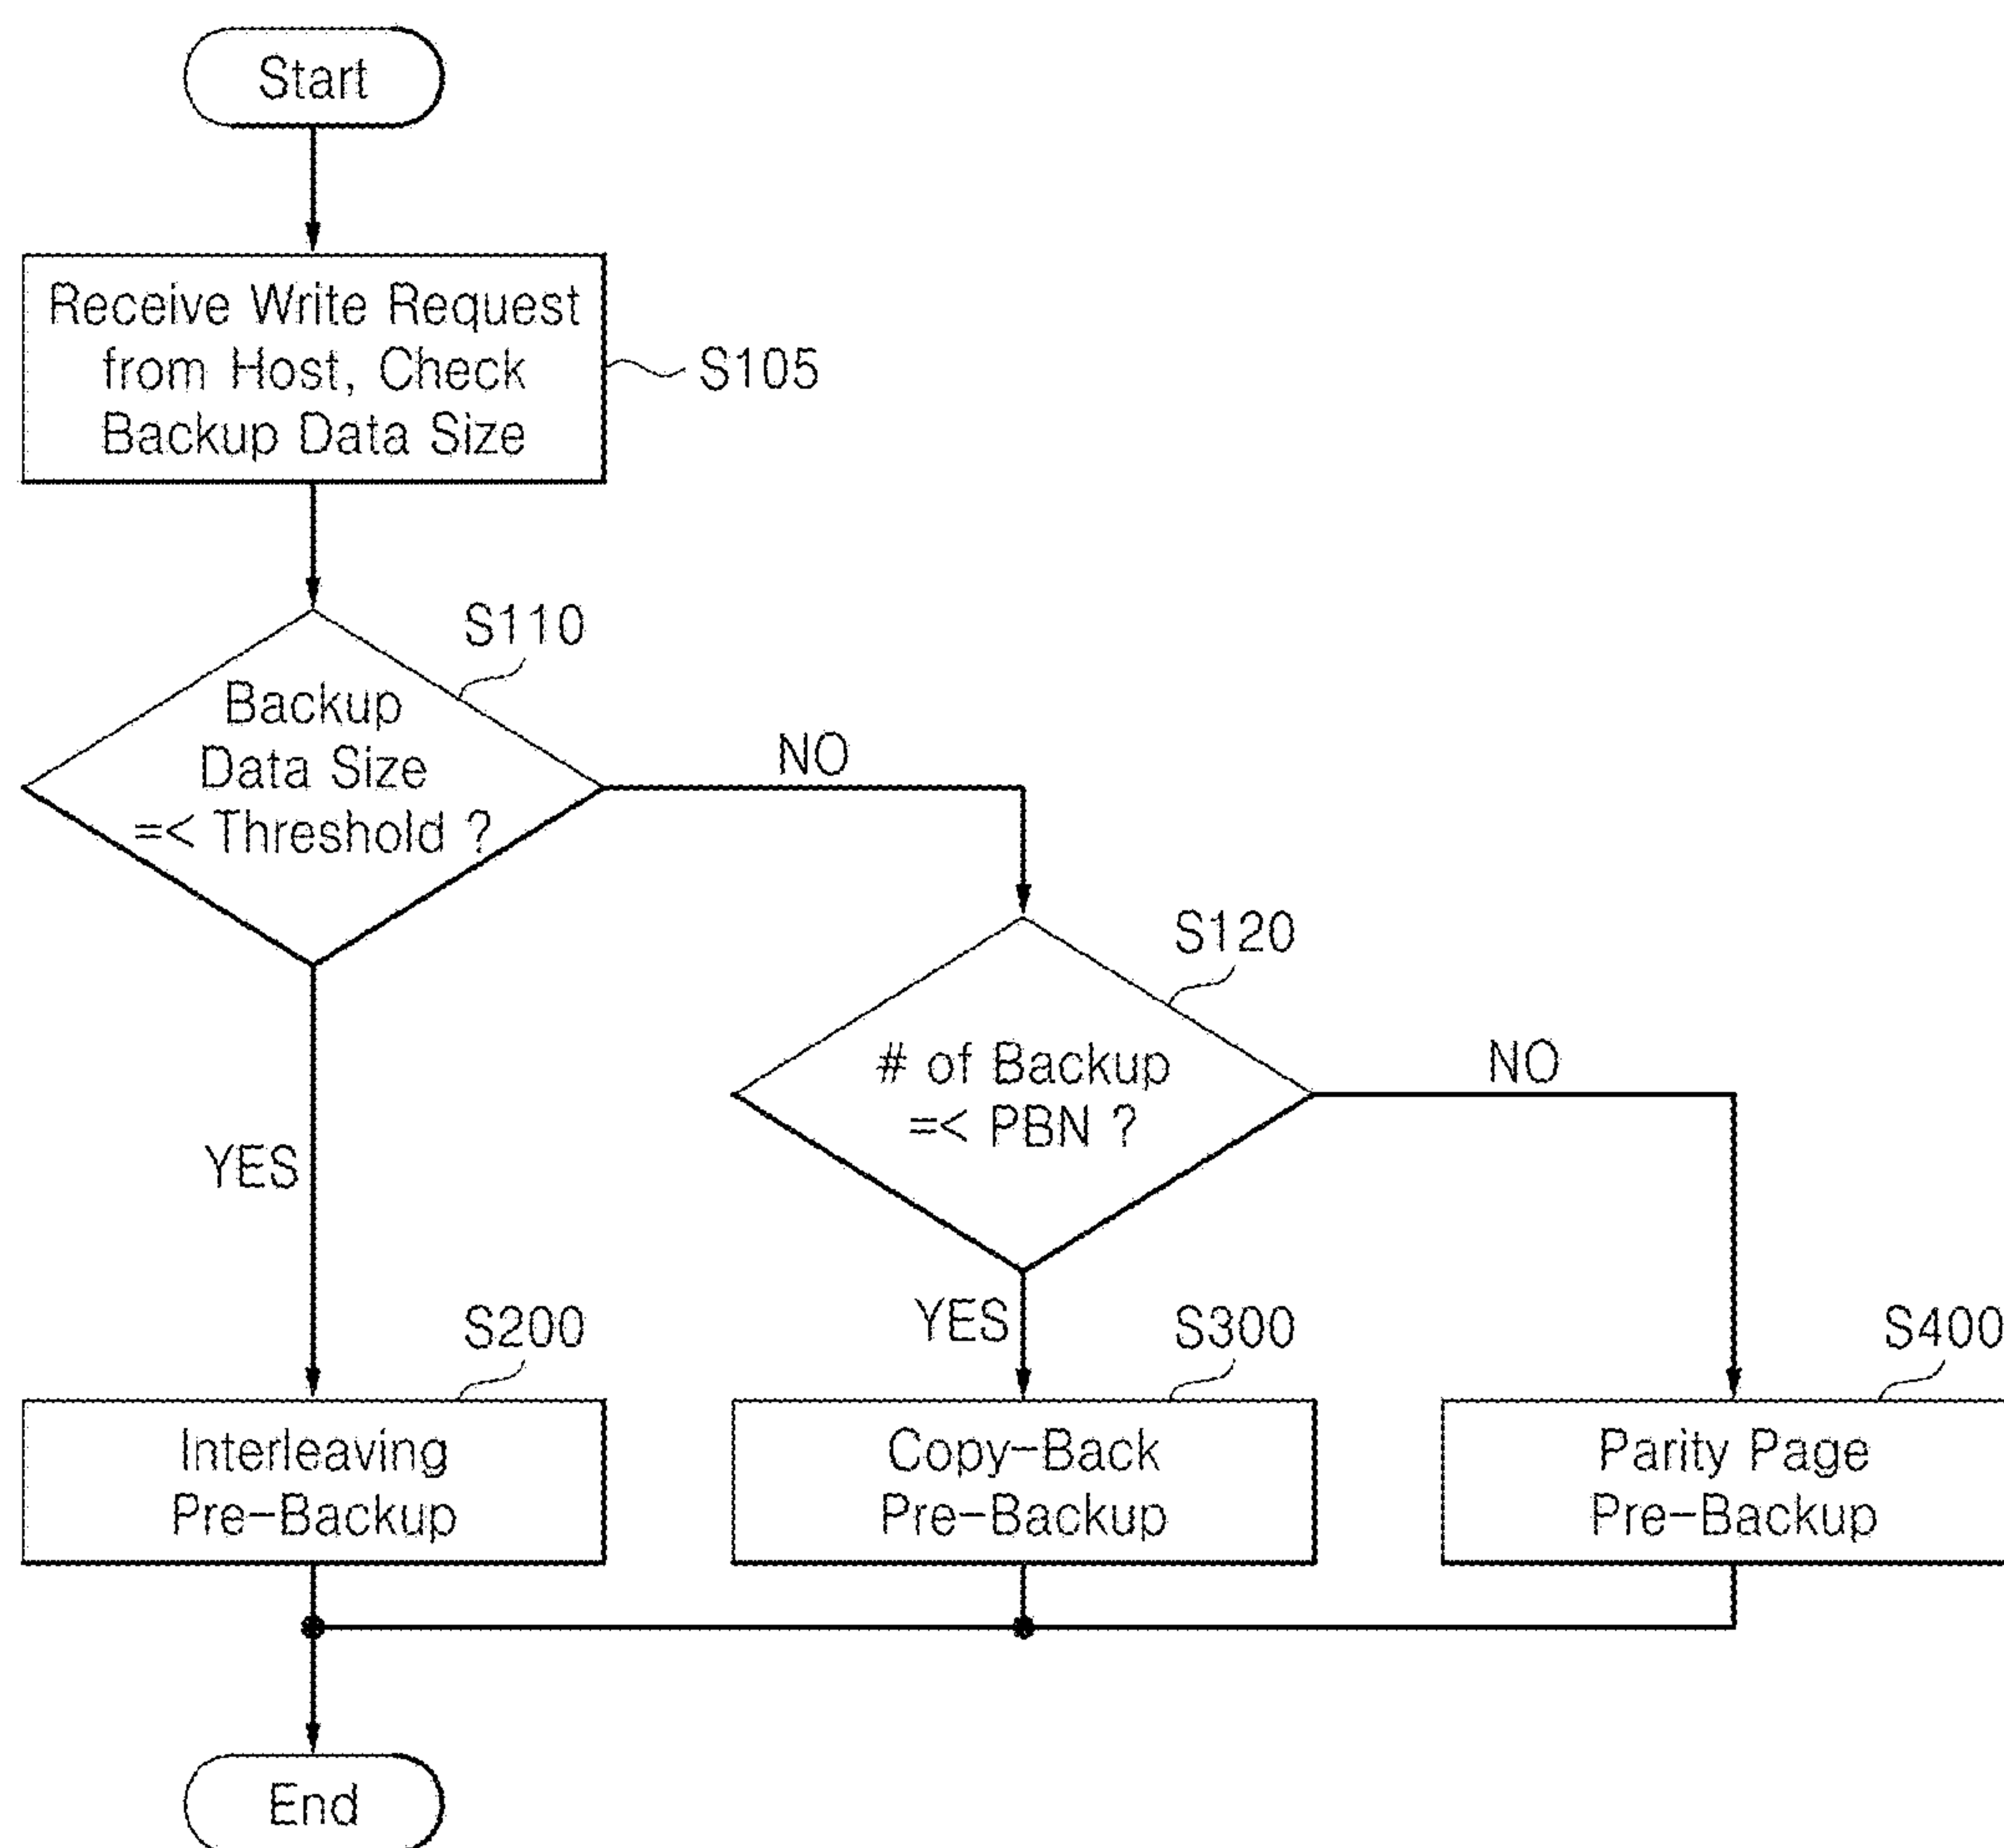 Start
Receive Write Request
from Host, Check
Backup Data Size
S105
S110
Backup
Data Size
=< Threshold ?
NO
S120
# of Backup
=< PBN ?
NO
YES
YES
S200
S300
S400
Interleaving
Pre-Backup
Copy-Back
Pre-Backup
Parity Page
Pre-Backup
End